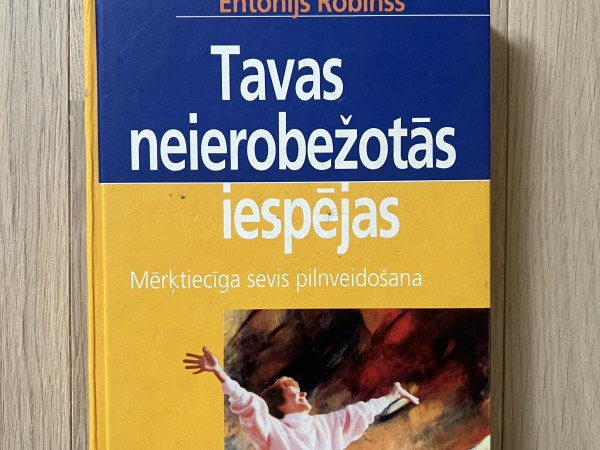 Entonijs Robinss
Tavas
neierobežotās
iespējas
Mērķtiecīga sevis pilnveidošana